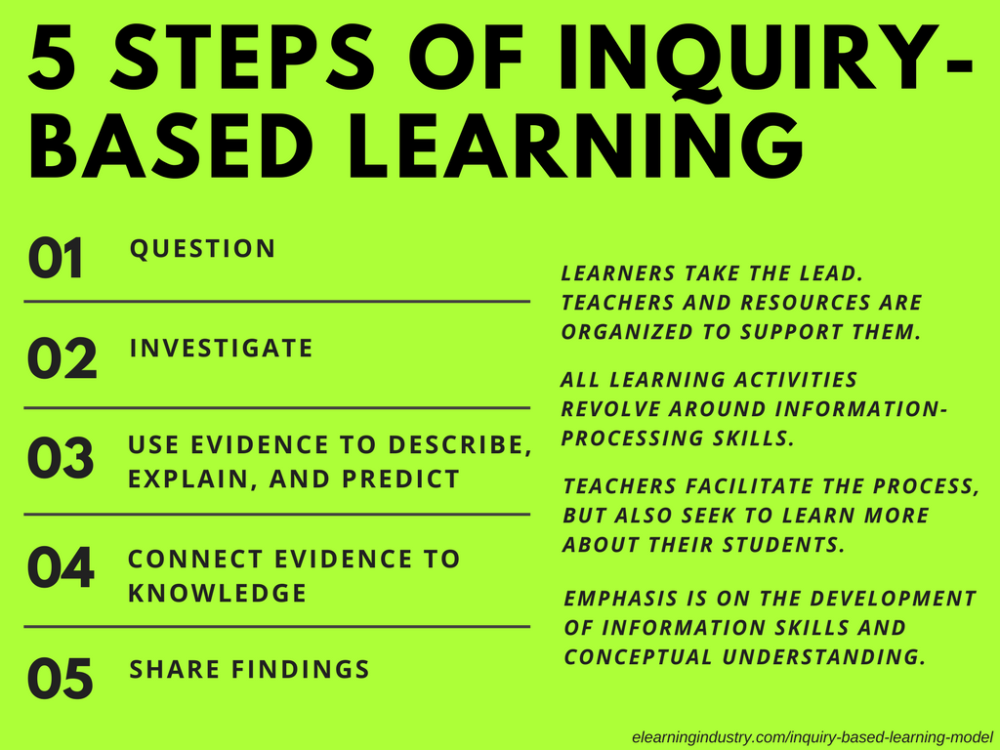 5 STEPS OF INQUIRY-
BASED LEARNING
01
QUESTION
02
INVESTIGATE
03
USE EVIDENCE TO DESCRIBE,
EXPLAIN, AND PREDICT
04
CONNECT EVIDENCE TO
KNOWLEDGE
05
SHARE FINDINGS
LEARNERS TAKE THE LEAD.
TEACHERS AND RESOURCES ARE
ORGANIZED TO SUPPORT THEM.
ALL LEARNING ACTIVITIES
REVOLVE AROUND INFORMATION-
PROCESSING SKILLS.
TEACHERS FACILITATE THE PROCESS,
BUT ALSO SEEK TO LEARN MORE
ABOUT THEIR STUDENTS.
EMPHASIS IS ON THE DEVELOPMENT
OF INFORMATION SKILLS AND
CONCEPTUAL UNDERSTANDING.
elearningindustry.com/inquiry-based-learning-model